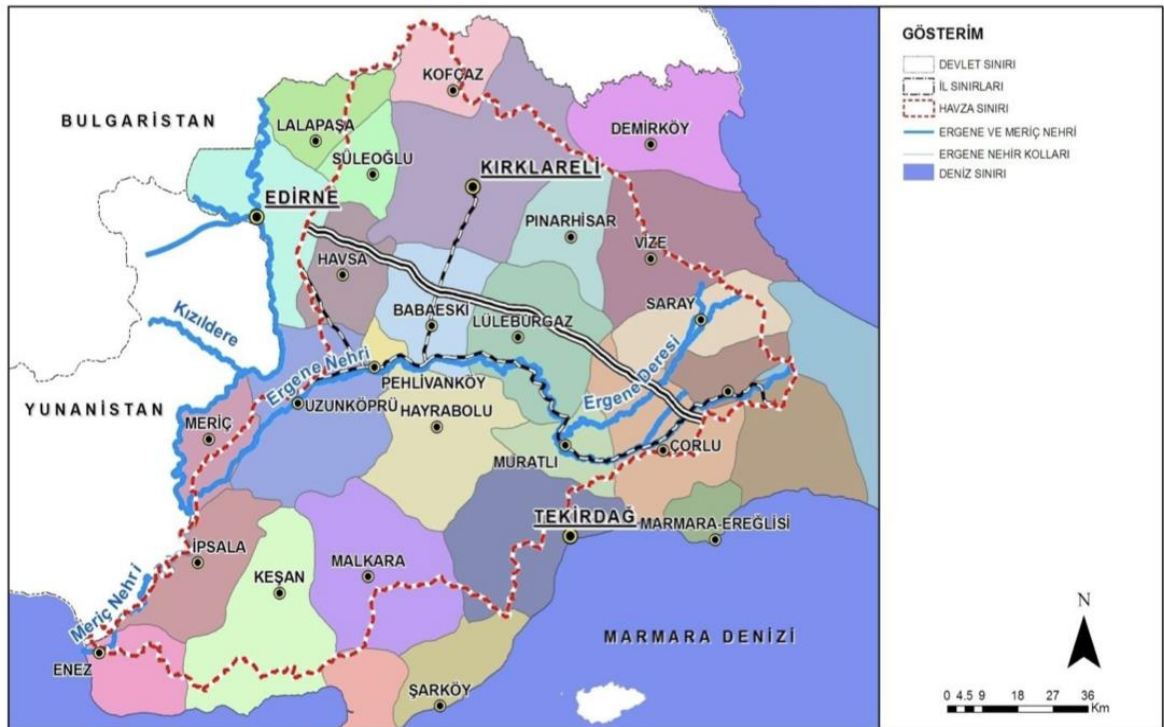 GÖSTERİM
DEVLET SINIRI
İL SINIRLARI
HAVZA SINIRI
ERGENE VE MERİÇ NEHRİ
ERGENE NEHİR KOLLARI
DENİZ SINIRI
KOFÇAZ
BULGARİSTAN
LALAPAŞA
DEMİRKÖY
SÜLEOĞLU
KIRKLARELİ
EDİRNE
PINARHİSAR
VİZE
HAVSA
SARAY
BABAESKİ
LÜLEBURGAZ
Kızıldere
Ergene Nehri
Ergene Deresi
PEHLİVANKÖY
YUNANİSTAN
UZUNKÖPRÜ
HAYRABOLU
MERİÇ
ÇORLU
MURATLI
TEKİRDAĞ
MARMARA EREĞLİSİ
İPSALA
MALKARA
KEŞAN
Meriç Nehri
MARMARA DENİZİ
ENEZ
ŞARKÖY
N
0 4.5 9 18 27 36
Km